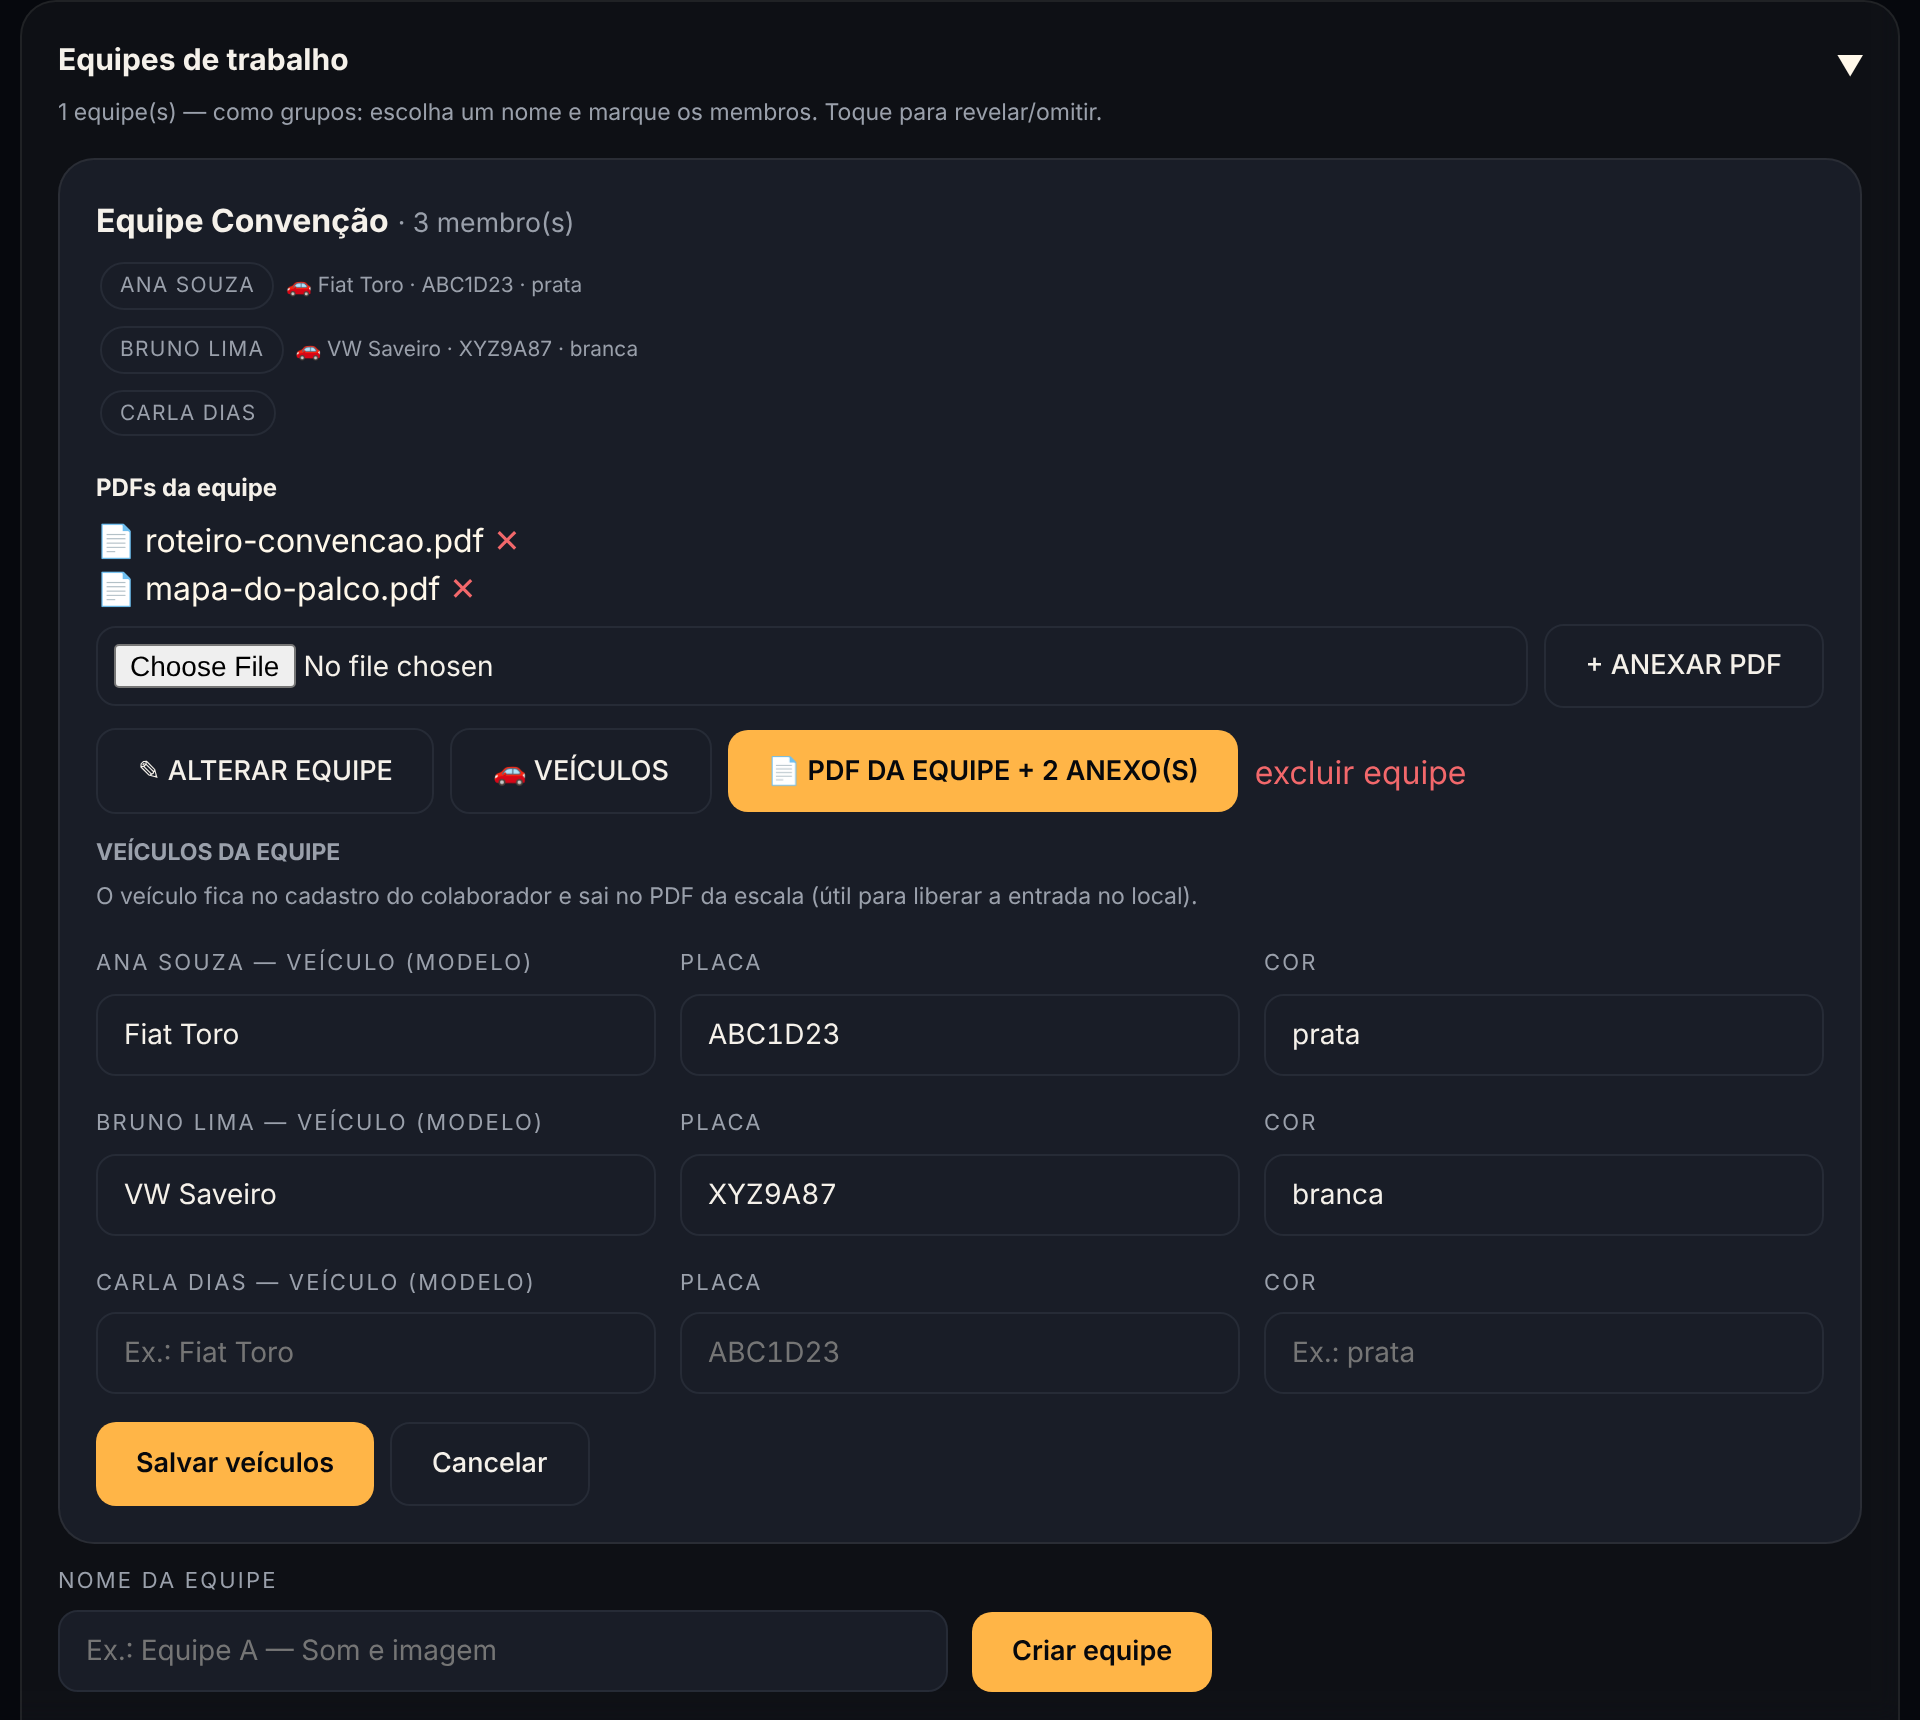 Equipes de trabalho ▼
1 equipe(s) — como grupos: escolha um nome e marque os membros. Toque para revelar/omitir.
Equipe Convenção · 3 membro(s)
ANA SOUZA 🚗 Fiat Toro · ABC1D23 · prata
BRUNO LIMA 🚗 VW Saveiro · XYZ9A87 · branca
CARLA DIAS
PDFs da equipe
📄 roteiro-convencao.pdf ✕
📄 mapa-do-palco.pdf ✕
Choose File No file chosen + ANEXAR PDF
✎ ALTERAR EQUIPE 🚗 VEÍCULOS 📄 PDF DA EQUIPE + 2 ANEXO(S) excluir equipe
VEÍCULOS DA EQUIPE
O veículo fica no cadastro do colaborador e sai no PDF da escala (útil para liberar a entrada no local).
ANA SOUZA — VEÍCULO (MODELO) PLACA COR
Fiat Toro ABC1D23 prata
BRUNO LIMA — VEÍCULO (MODELO) PLACA COR
VW Saveiro XYZ9A87 branca
CARLA DIAS — VEÍCULO (MODELO) PLACA COR
Ex.: Fiat Toro ABC1D23 Ex.: prata
Salvar veículos Cancelar
NOME DA EQUIPE
Ex.: Equipe A — Som e imagem Criar equipe